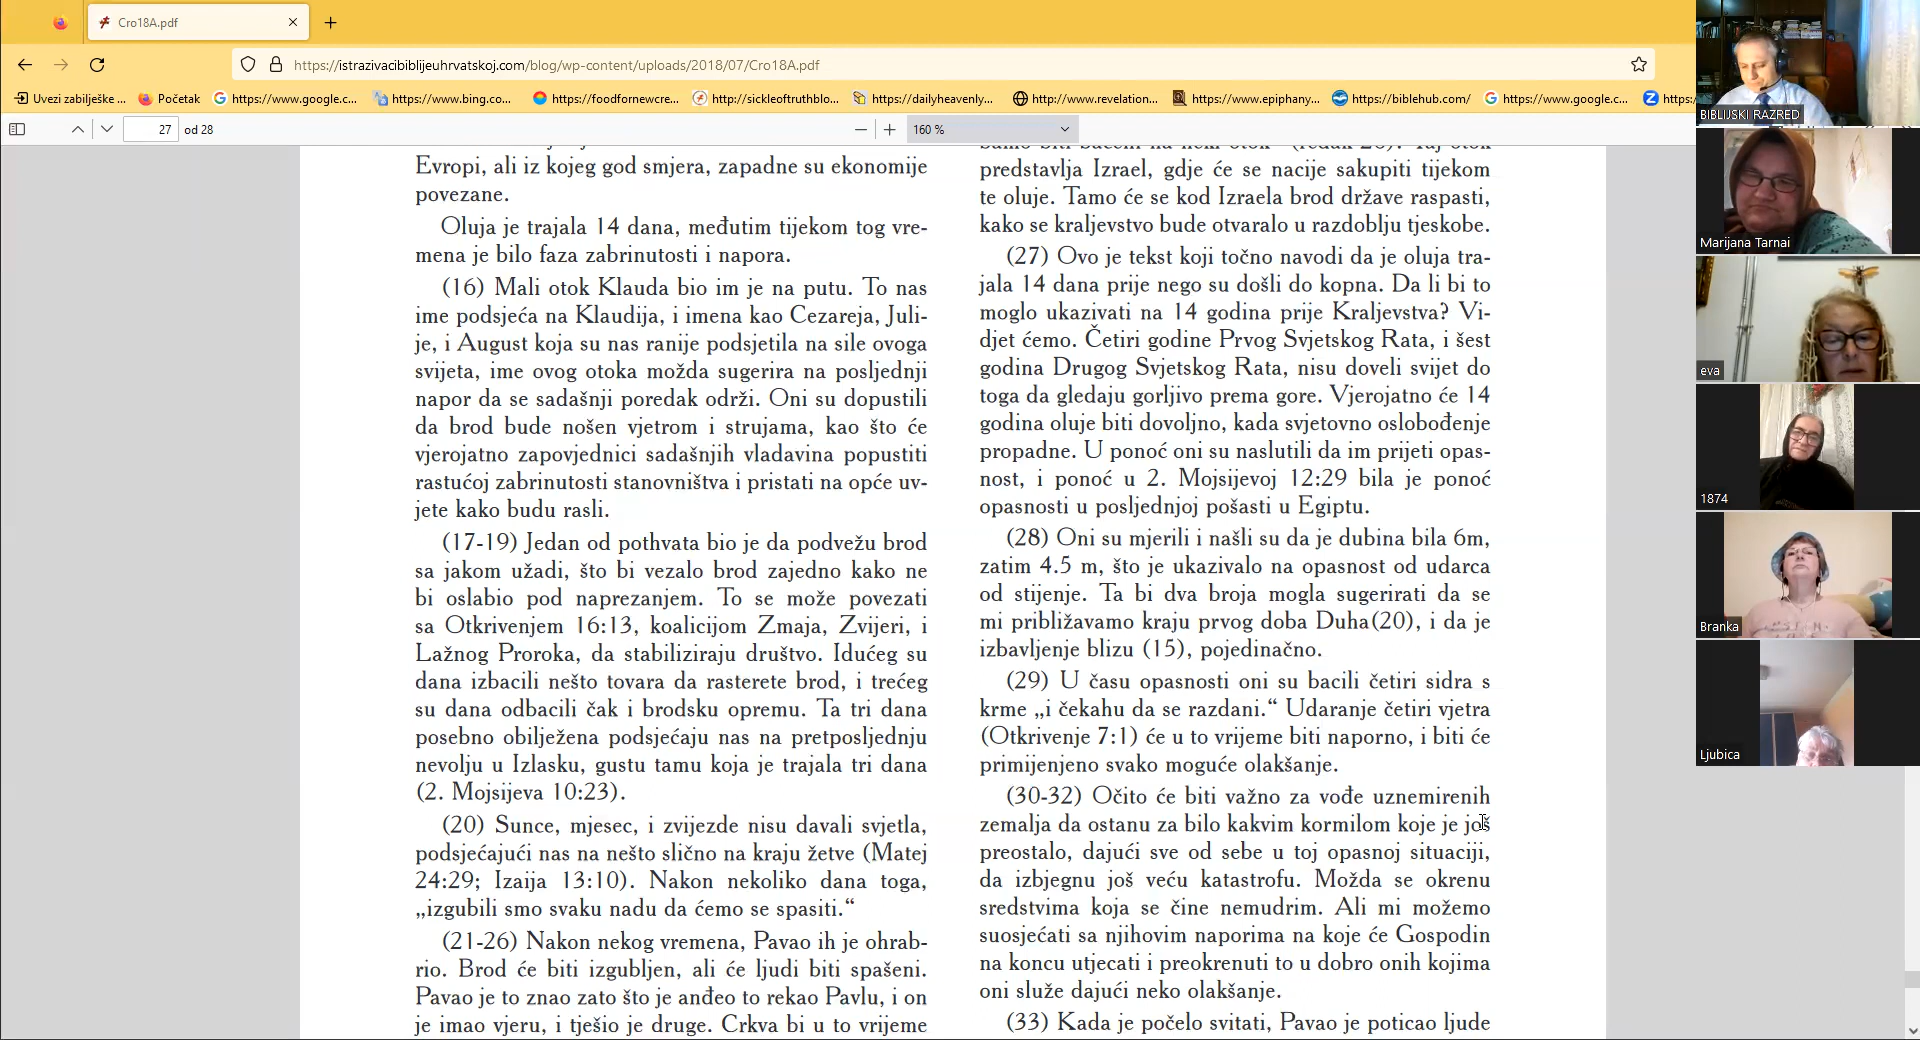 Cro18A.pdf
https://istrazivacibiblijeuhrvatskoj.com/blog/wp-content/uploads/2018/07/Cro18A.pdf
Uvezi zabilješke ...
Početak
https://www.google.c...
https://www.bing.co...
https://foodfornewcre...
http://sickleoftruthblo...
https://dailyheavenly...
http://www.revelation...
https://www.epiphany...
https://biblehub.com/
https://www.google.c...
https:
27 od 28
160 %
Evropi, ali iz kojeg god smjera, zapadne su ekonomije
povezane.
Oluja je trajala 14 dana, međutim tijekom tog vre-
mena je bilo faza zabrinutosti i napora.
(16) Mali otok Klauda bio im je na putu. To nas
ime podsjeća na Klaudija, i imena kao Cezareja, Juli-
je, i August koja su nas ranije podsjetila na sile ovoga
svijeta, ime ovog otoka možda sugerira na posljednji
napor da se sadašnji poredak održi. Oni su dopustili
da brod bude nošen vjetrom i strujama, kao što će
vjerojatno zapovjednici sadašnjih vladavina popustiti
rastućoj zabrinutosti stanovništva i pristati na opće uv-
jete kako budu rasli.
(17-19) Jedan od pothvata bio je da podvežu brod
sa jakom užadi, što bi vezalo brod zajedno kako ne
bi oslabio pod naprezanjem. To se može povezati
sa Otkrivenjem 16:13, koalicijom Zmaja, Zvijeri, i
Lažnog Proroka, da stabiliziraju društvo. Idućeg su
dana izbacili nešto tovara da rasterete brod, i trećeg
su dana odbacili čak i brodsku opremu. Ta tri dana
posebno obilježena podsjećaju nas na pretposljednju
nevolju u Izlasku, gustu tamu koja je trajala tri dana
(2. Mojsijeva 10:23).
(20) Sunce, mjesec, i zvijezde nisu davali svjetla,
podsjećajući nas na nešto slično na kraju žetve (Matej
24:29; Izaija 13:10). Nakon nekoliko dana toga,
„izgubili smo svaku nadu da ćemo se spasiti.“
(21-26) Nakon nekog vremena, Pavao ih je ohrab-
rio. Brod će biti izgubljen, ali će ljudi biti spašeni.
Pavao je to znao zato što je anđeo to rekao Pavlu, i on
je imao vjeru, i tješio je druge. Crkva bi u to vrijeme
predstavlja Izrael, gdje će se nacije sakupiti tijekom
te oluje. Tamo će se kod Izraela brod države raspasti,
kako se kraljevstvo bude otvaralo u razdoblju tjeskobe.
(27) Ovo je tekst koji točno navodi da je oluja tra-
jala 14 dana prije nego su došli do kopna. Da li bi to
moglo ukazivati na 14 godina prije Kraljevstva? Vi-
djet ćemo. Četiri godine Prvog Svjetskog Rata, i šest
godina Drugog Svjetskog Rata, nisu doveli svijet do
toga da gledaju gorljivo prema gore. Vjerojatno će 14
godina oluje biti dovoljno, kada svjetovno oslobođenje
propadne. U ponoć oni su naslutili da im prijeti opas-
nost, i ponoć u 2. Mojsijevoj 12:29 bila je ponoć
opasnosti u posljednjoj pošasti u Egiptu.
(28) Oni su mjerili i našli su da je dubina bila 6m,
zatim 4.5 m, što je ukazivalo na opasnost od udarca
od stijenje. Ta bi dva broja mogla sugerirati da se
mi približavamo kraju prvog doba Duha(20), i da je
izbavljenje blizu (15), pojedinačno.
(29) U času opasnosti oni su bacili četiri sidra s
krme „i čekahu da se razdani.“ Udaranje četiri vjetra
(Otkrivenje 7:1) će u to vrijeme biti naporno, i biti će
primijenjeno svako moguće olakšanje.
(30-32) Očito će biti važno za vođe uznemirenih
zemalja da ostanu za bilo kakvim kormilom koje je još
preostalo, dajući sve od sebe u toj opasnoj situaciji,
da izbjegnu još veću katastrofu. Možda se okrenu
sredstvima koja se čine nemudrim. Ali mi možemo
suosjećati sa njihovim naporima na koje će Gospodin
na koncu utjecati i preokrenuti to u dobro onih kojima
oni služe dajući neko olakšanje.
(33) Kada je počelo svitati, Pavao je poticao ljude
BIBLIJSKI RAZRED
Marijana Tarnai
eva
1874
Branka
Ljubica